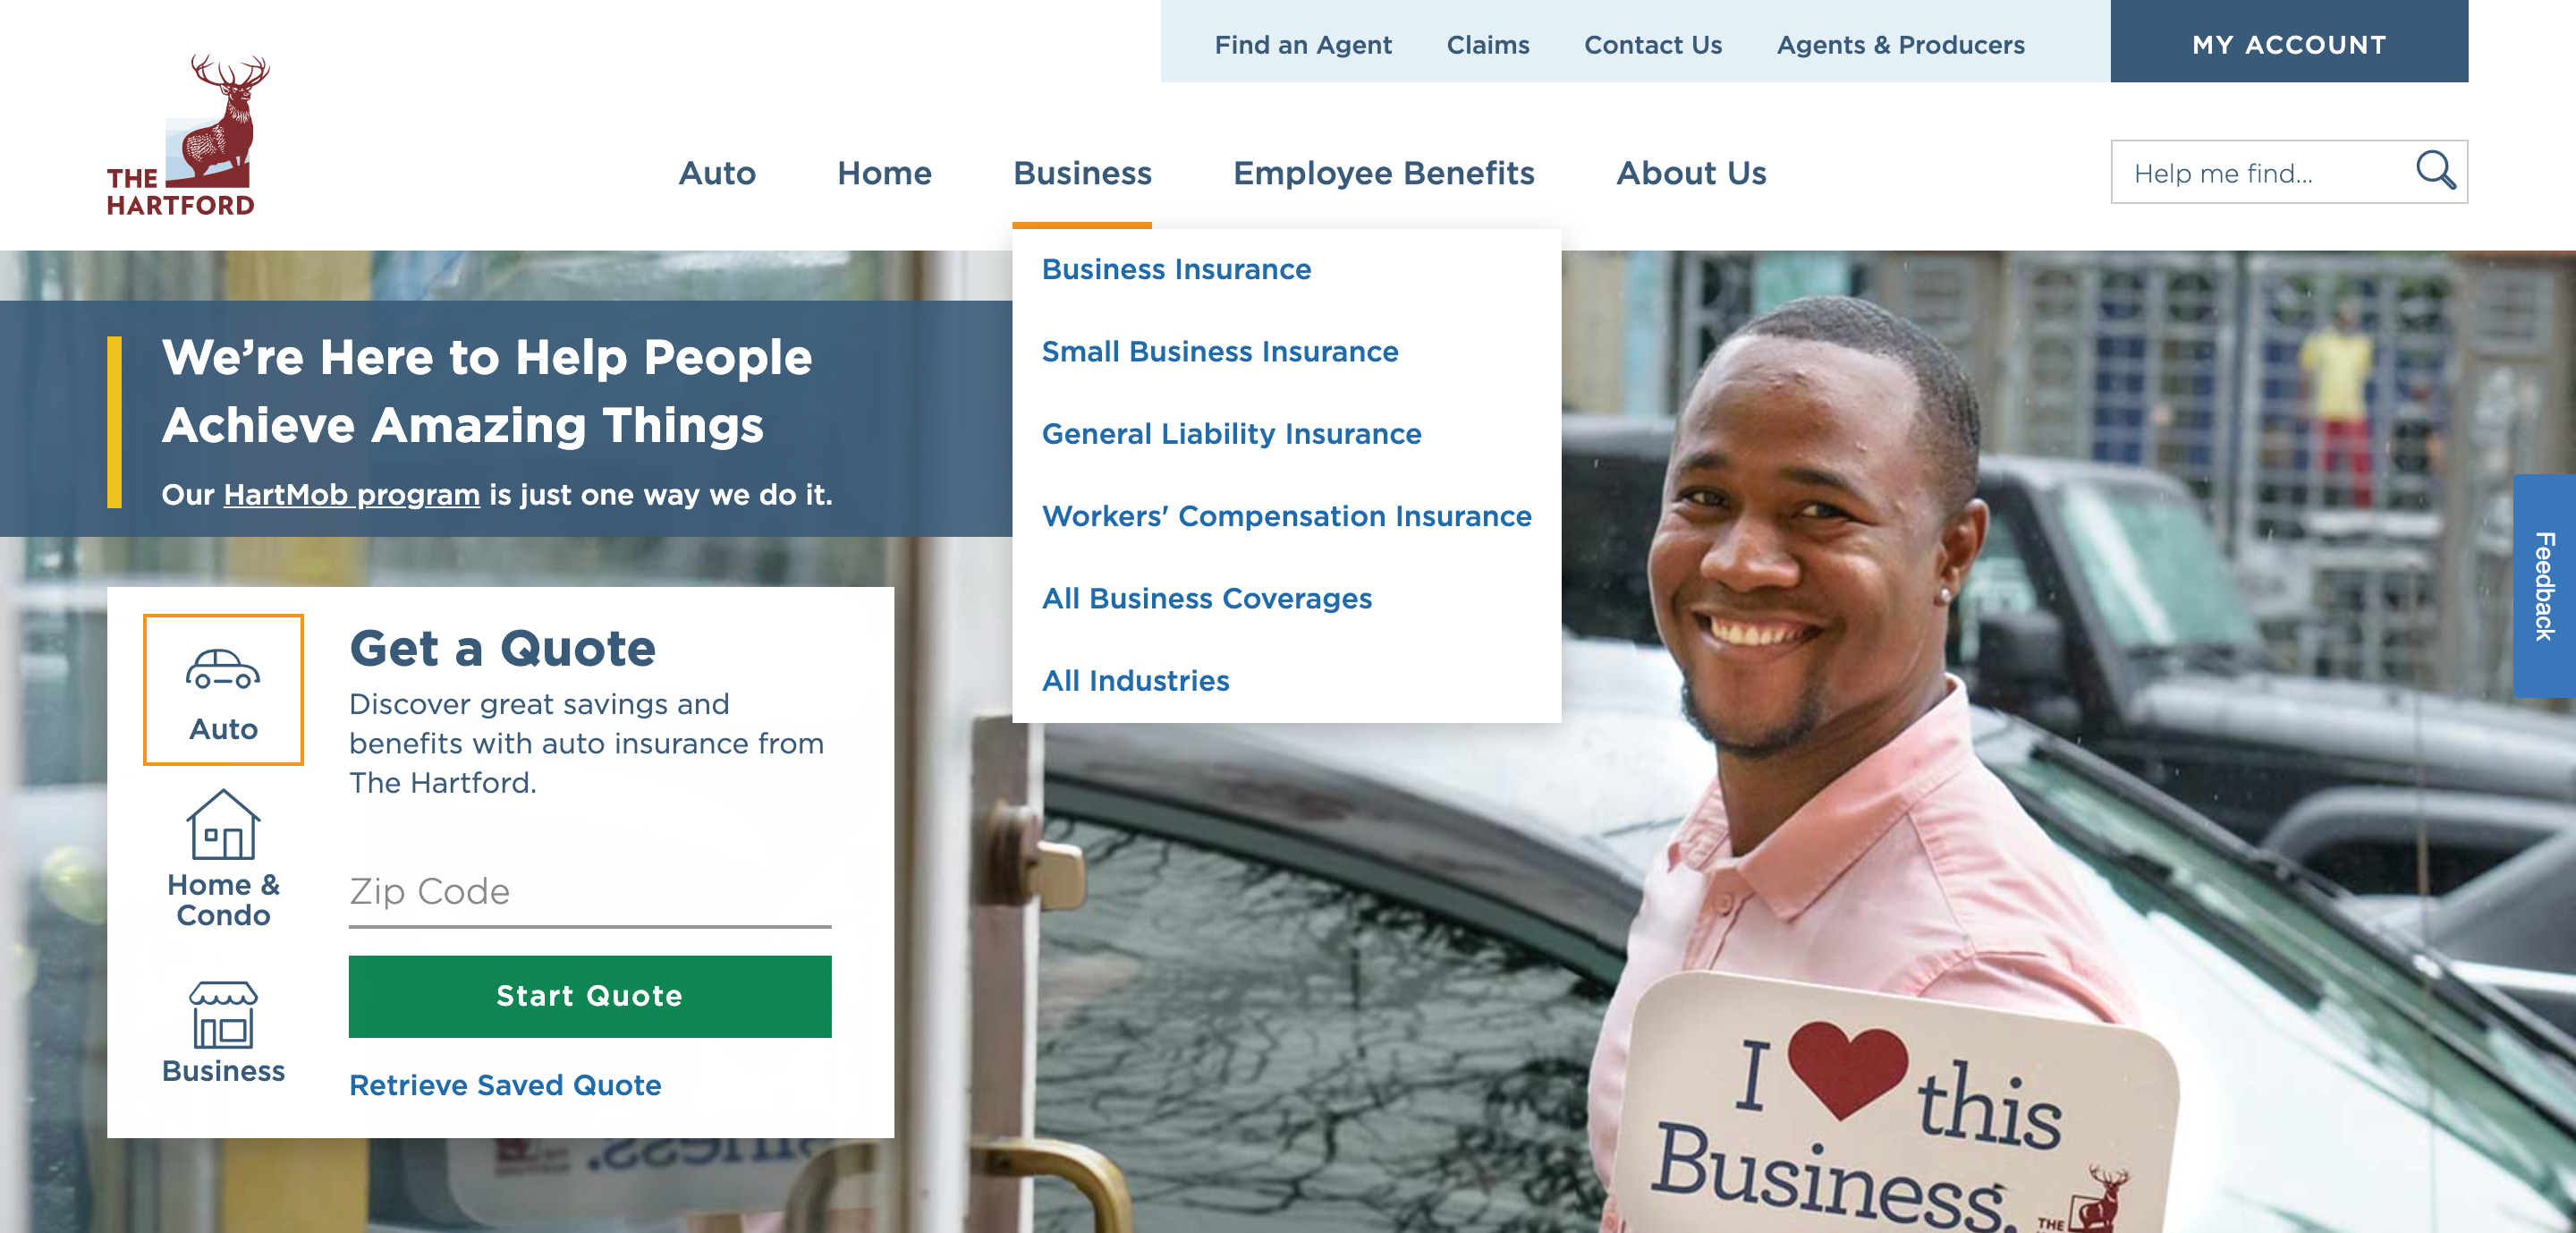 Find an Agent
Claims
Contact Us
Agents & Producers
MY ACCOUNT
THE
HARTFORD
Auto
Home
Business
Employee Benefits
About Us
Help me find...
Business Insurance
Small Business Insurance
General Liability Insurance
Workers' Compensation Insurance
All Business Coverages
All Industries
We’re Here to Help People
Achieve Amazing Things
Our HartMob program is just one way we do it.
Feedback
Auto
Home &
Condo
Business
Get a Quote
Discover great savings and
benefits with auto insurance from
The Hartford.
Zip Code
Start Quote
Retrieve Saved Quote
I ♥ this
Business.
THE